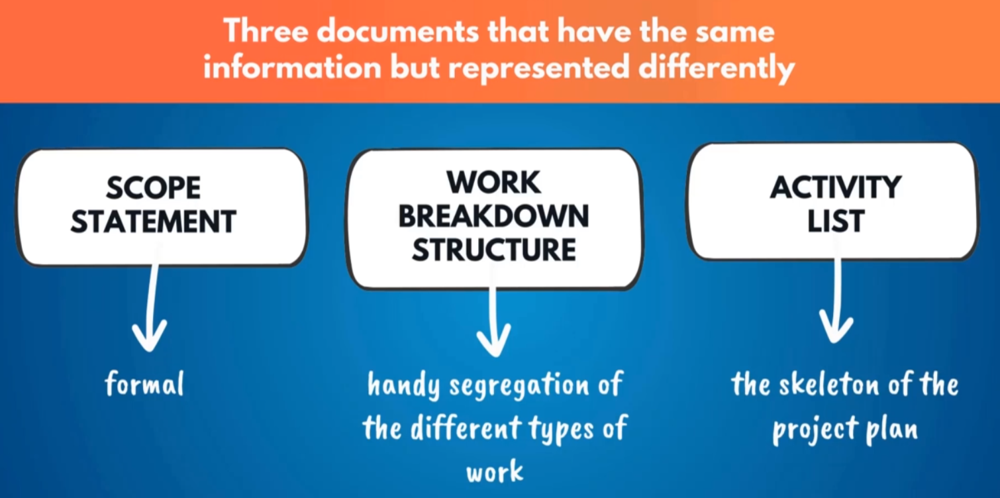 Three documents that have the same
information but represented differently
SCOPE
STATEMENT
WORK
BREAKDOWN
STRUCTURE
ACTIVITY
LIST
formal
handy segregation of
the different types of
work
the skeleton of the
project plan